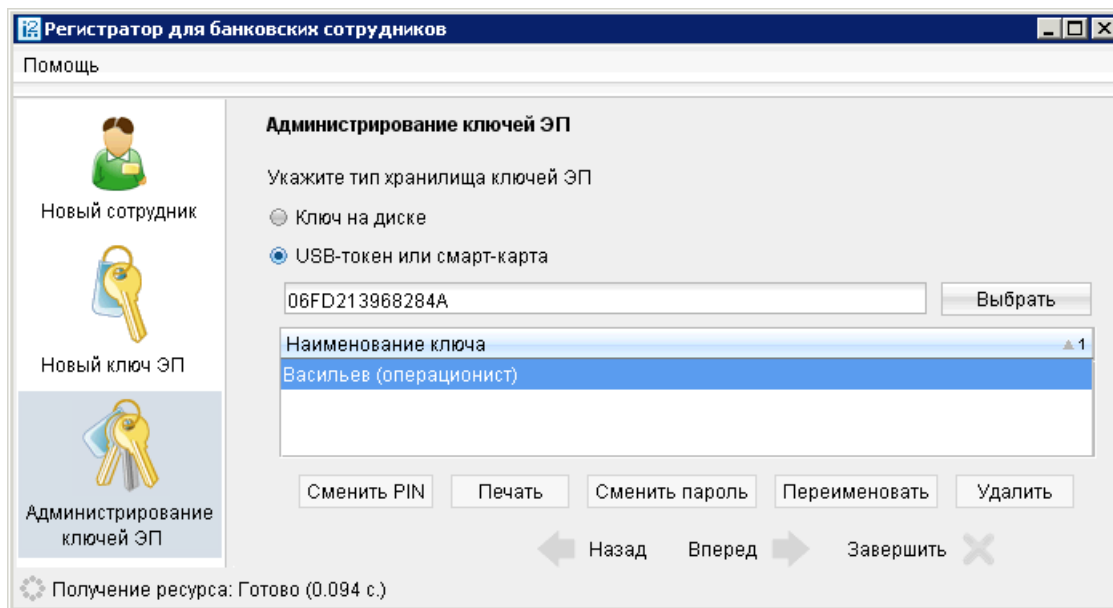 Регистратор для банковских сотрудников
Помощь
Новый сотрудник
Новый ключ ЭП
Администрирование
ключей ЭП
Администрирование ключей ЭП
Укажите тип хранилища ключей ЭП
Ключ на диске
USB-токен или смарт-карта
06FD213968284A
Выбрать
Наименование ключа
1
Васильев (операционист)
Сменить PIN
Печать
Сменить пароль
Переименовать
Удалить
Назад
Вперед
Завершить
Получение ресурса: Готово (0.094 с.)